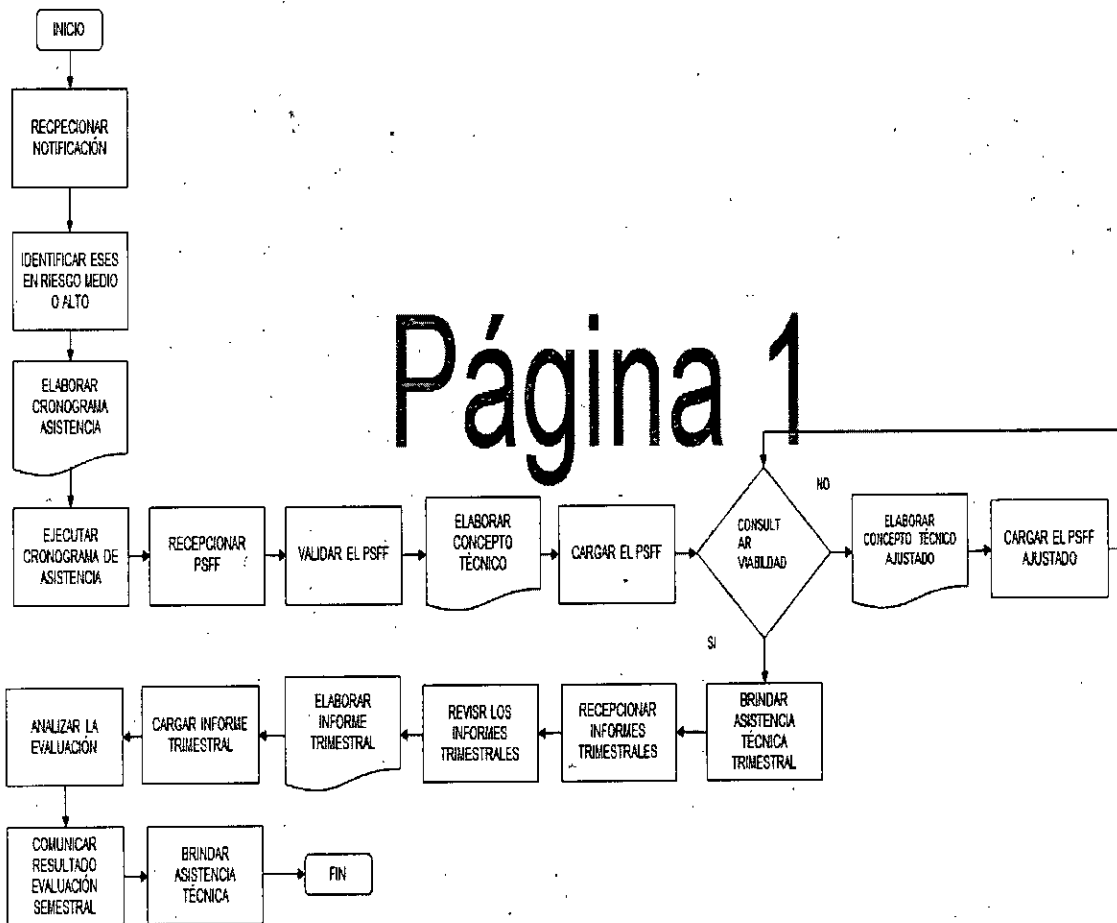 INICIO
RECPECIONAR
NOTIFICACIÓN
IDENTIFICAR ESES
EN RIESGO MEDIO
O ALTO
Página 1
ELABORAR
CRONOGRAMA
ASISTENCIA
EJECUTAR
CRONOGRAMA DE
ASISTENCIA
RECEPCIONAR
PSFF
VALIDAR EL PSFF
ELABORAR
CONCEPTO
TÉCNICO
CARGAR EL PSFF
CONSULT
AR
VIABILDAD
NO
ELABORAR
CONCEPTO TÉCNICO
AJUSTADO
CARGAR EL PSFF
AJUSTADO
SI
BRINDAR
ASISTENCIA
TÉCNICA
TRIMESTRAL
RECEPCIONAR
INFORMES
TRIMESTRALES
REVISR LOS
INFORMES
TRIMESTRALES
ELABORAR
INFORME
TRIMESTRAL
CARGAR INFORME
TRIMESTRAL
ANALIZAR LA
EVALUACIÓN
COMUNICAR
RESULTADO
EVALUACIÓN
SEMESTRAL
BRINDAR
ASISTENCIA
TÉCNICA
FIN